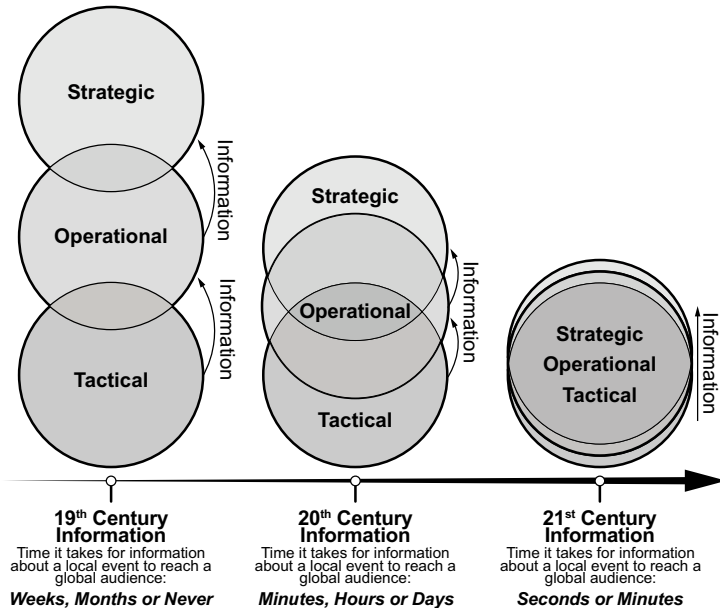 Strategic
Operational
Tactical
Information
Information
Strategic
Operational
Tactical
Information
Information
Strategic
Operational
Tactical
Information
19th Century
Information
Time it takes for information
about a local event to reach a
global audience:
Weeks, Months or Never
20th Century
Information
Time it takes for information
about a local event to reach a
global audience:
Minutes, Hours or Days
21st Century
Information
Time it takes for information
about a local event to reach a
global audience:
Seconds or Minutes